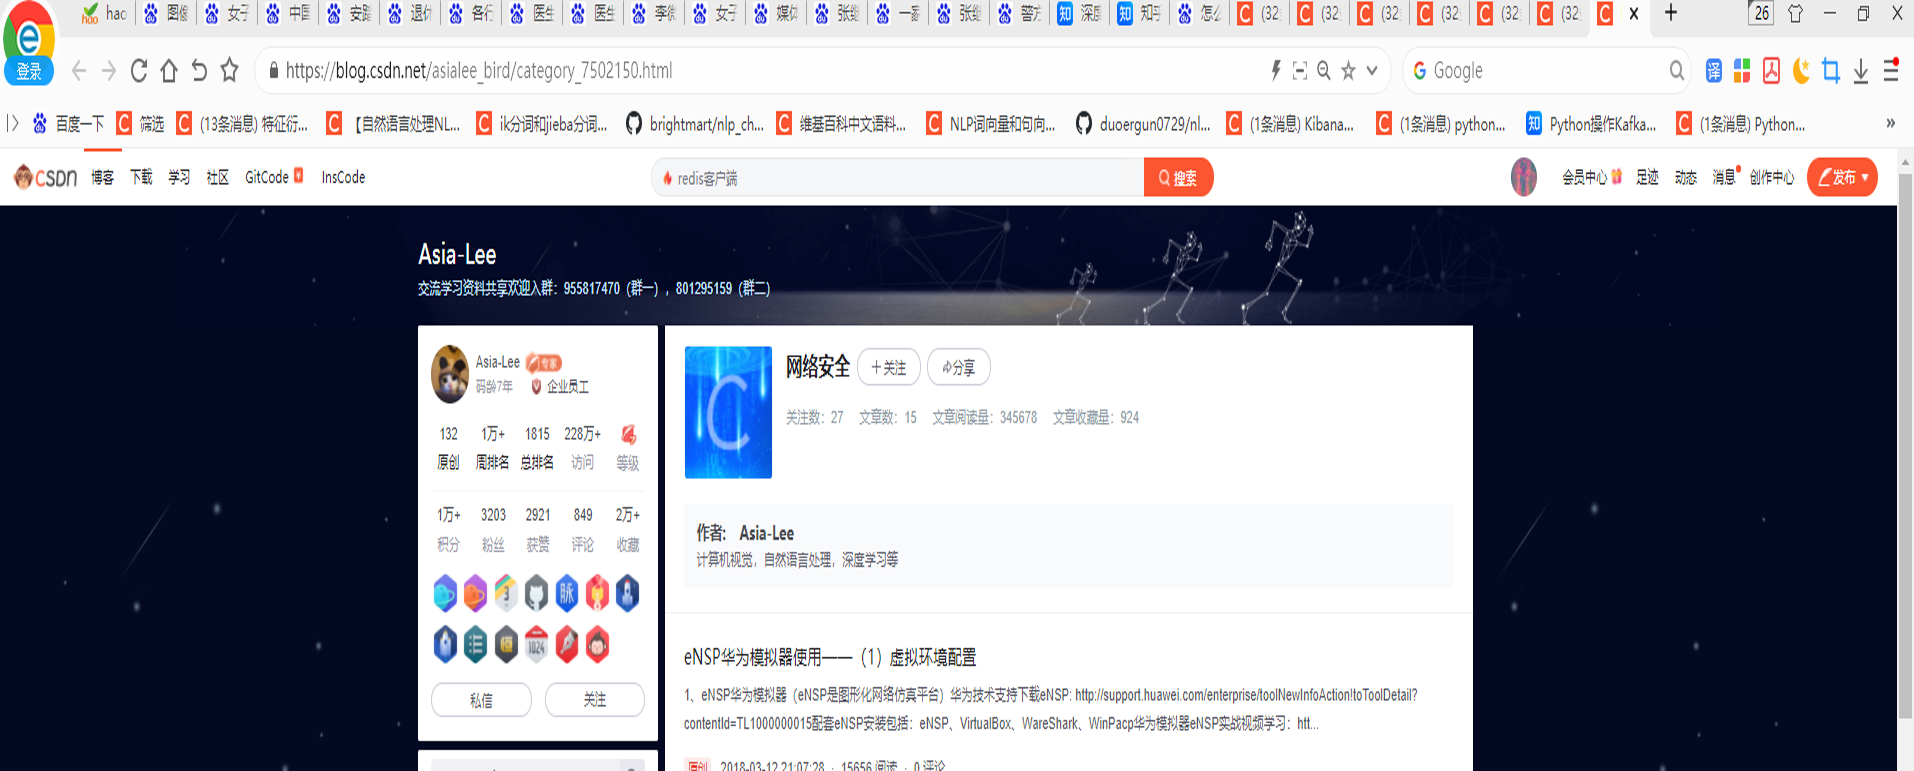 hao 图像 女子 中国 安踏 退伍 各行 医生 医生 李微 女子 媒体 张继 一家 张继 警方 深度 知乎 怎么 (32 (32 (32 (32 (32 (32 26
登录 https://blog.csdn.net/asialee_bird/category_7502150.html Google 译
百度一下 筛选 (13条消息) 特征衍... 【自然语言处理NL... ik分词和jieba分词... brightmart/nlp_ch... 维基百科中文语料... NLP词向量和句向... duoergun0729/nl... (1条消息) Kibana... (1条消息) python... Python操作Kafka... (1条消息) Python... »
CSDN 博客 下载 学习 社区 GitCode InsCode redis客户端 搜索 会员中心 足迹 动态 消息 创作中心 发布
Asia-Lee
交流学习资料共享欢迎入群：955817470（群一），801295159（群二）
Asia-Lee 专家
码龄7年 企业员工
132 1万+ 1815 228万+
原创 周排名 总排名 访问 等级
1万+ 3203 2921 849 2万+
积分 粉丝 获赞 评论 收藏
3 脉
1024
私信 关注
C
网络安全 +关注 分享
关注数：27 文章数：15 文章阅读量：345678 文章收藏量：924
作者： Asia-Lee
计算机视觉，自然语言处理，深度学习等
eNSP华为模拟器使用——（1）虚拟环境配置
1、eNSP华为模拟器（eNSP是图形化网络仿真平台）华为技术支持下载eNSP: http://support.huawei.com/enterprise/toolNewInfoAction!toToolDetail?
contentId=TL1000000015配套eNSP安装包括：eNSP、VirtualBox、WareShark、WinPacp华为模拟器eNSP实战视频学习：htt...
原创 2018-03-12 21:07:28 · 15656 阅读 · 0 评论